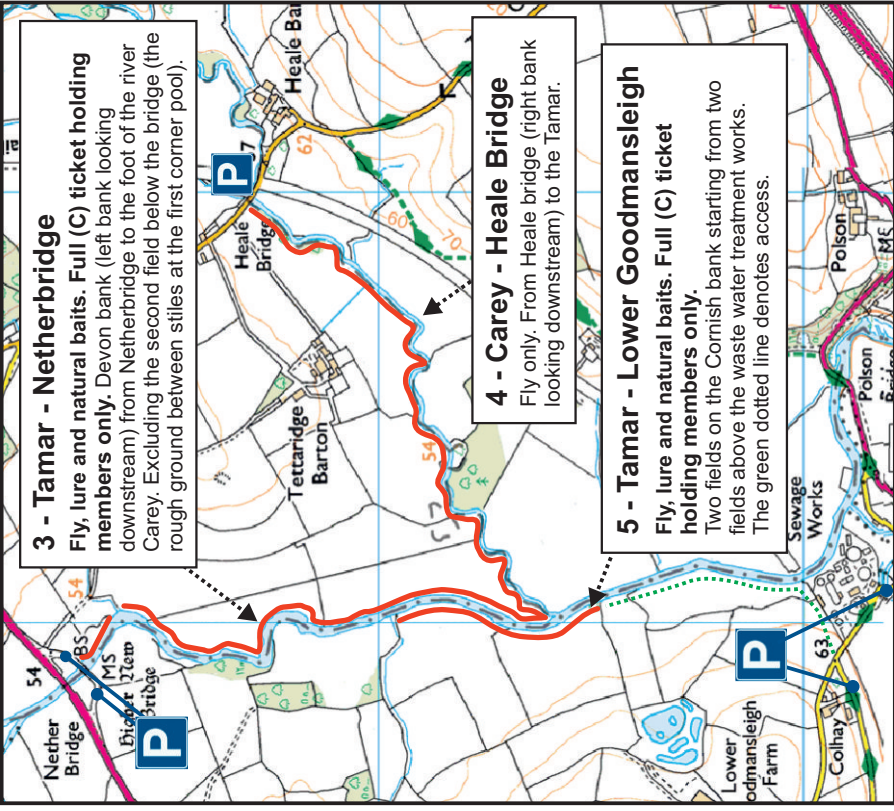 3 - Tamar - Netherbridge
Fly, lure and natural baits. Full (C) ticket holding
members only. Devon bank (left bank looking
downstream) from Netherbridge to the foot of the river
Carey. Excluding the second field below the bridge (the
rough ground between stiles at the first corner pool).
4 - Carey - Heale Bridge
Fly only. From Heale bridge (right bank
looking downstream) to the Tamar.
5 - Tamar - Lower Goodmansleigh
Fly, lure and natural baits. Full (C) ticket
holding members only.
Two fields on the Cornish bank starting from two
fields above the waste water treatment works.
The green dotted line denotes access.
Nether
Bridge
54
BS
MS
54
P
Tettaridge
Barton
Heale
Bridge
P
62
Heale Ba
60
70
54
57
Lower
odmansleigh
Farm
Colhay
63
P
Sewage
Works
Polson
Polson